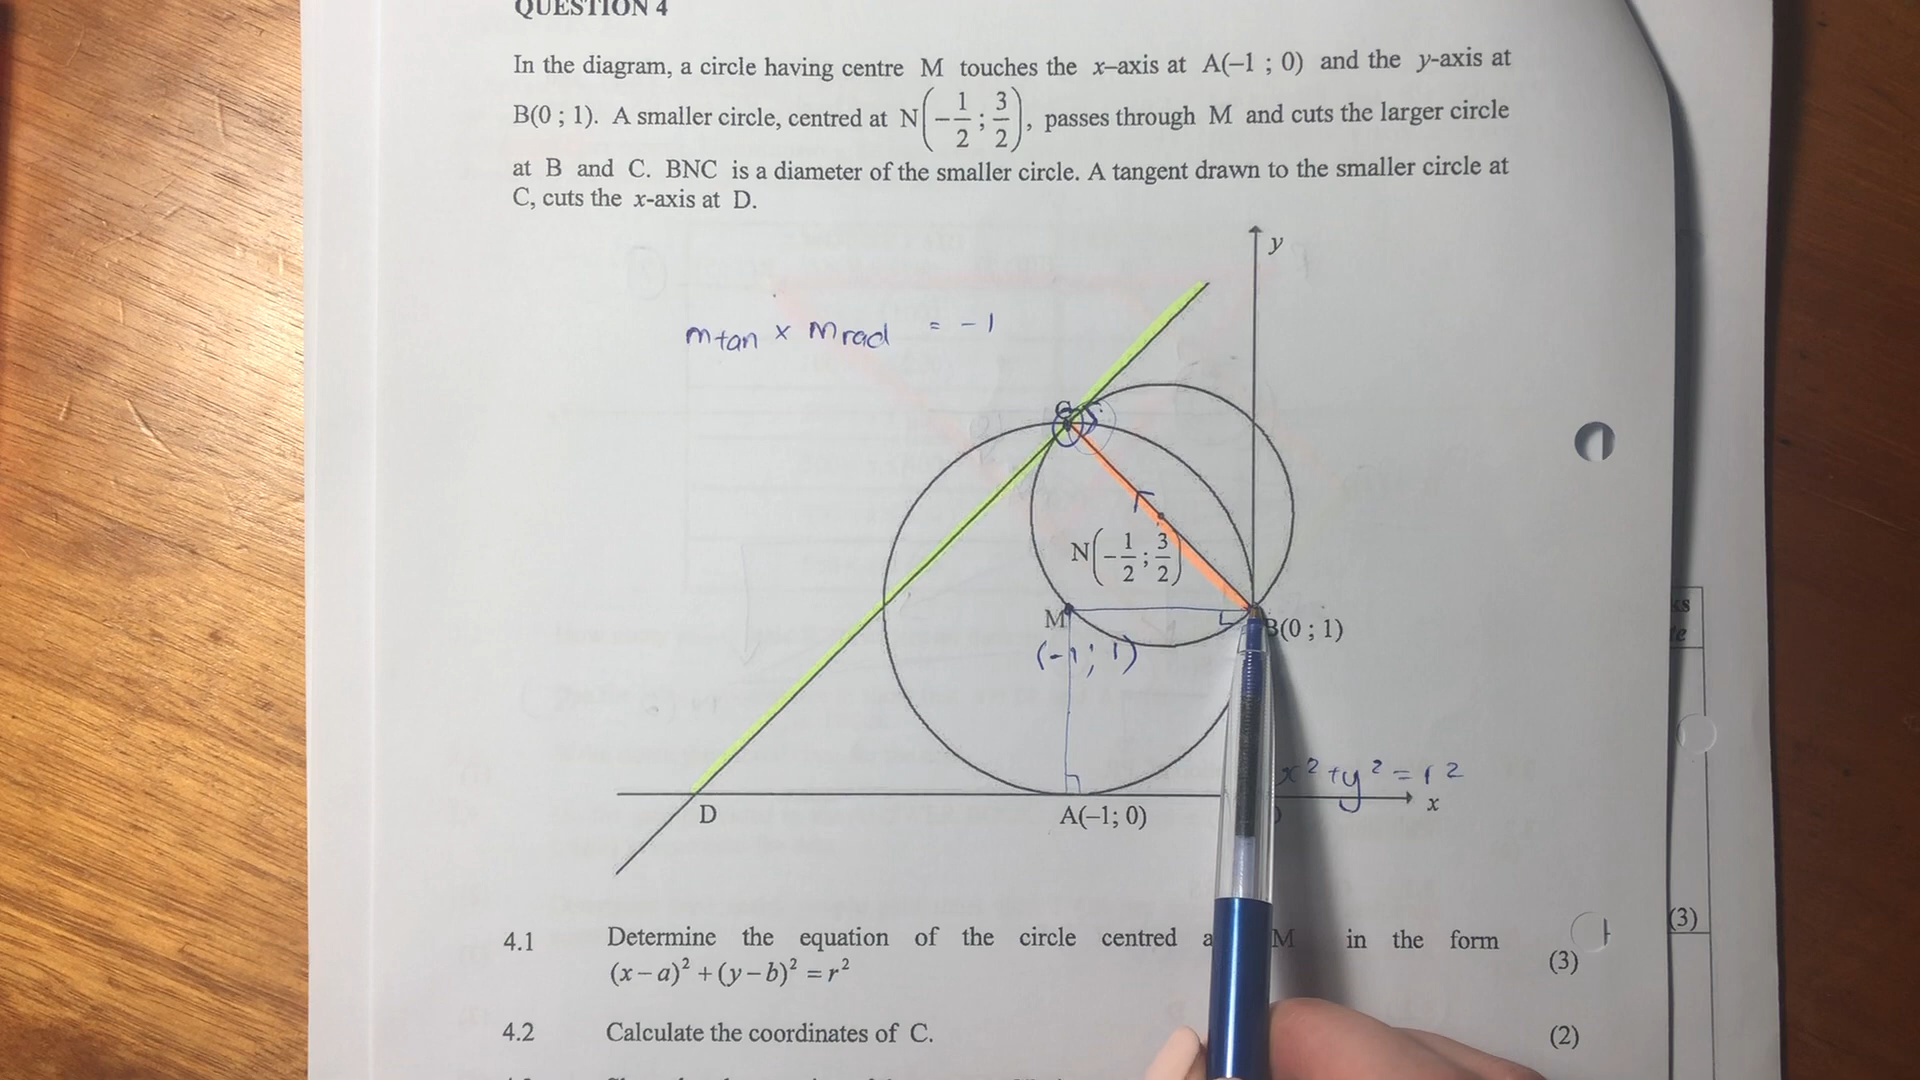 QUESTION 4
In the diagram, a circle having centre M touches the x–axis at A(–1 ; 0) and the y-axis at
B(0 ; 1). A smaller circle, centred at N(–1/2 ; 3/2), passes through M and cuts the larger circle
at B and C. BNC is a diameter of the smaller circle. A tangent drawn to the smaller circle at
C, cuts the x-axis at D.
y
m tan × m rad = -1
C
N(–1/2 ; 3/2)
M
B(0 ; 1)
(-1; 1)
x² + y² = r²
x
D
A(–1; 0)
4.1 Determine the equation of the circle centred a M in the form
(x – a)² + (y – b)² = r²
(3)
(3)
4.2 Calculate the coordinates of C.
(2)